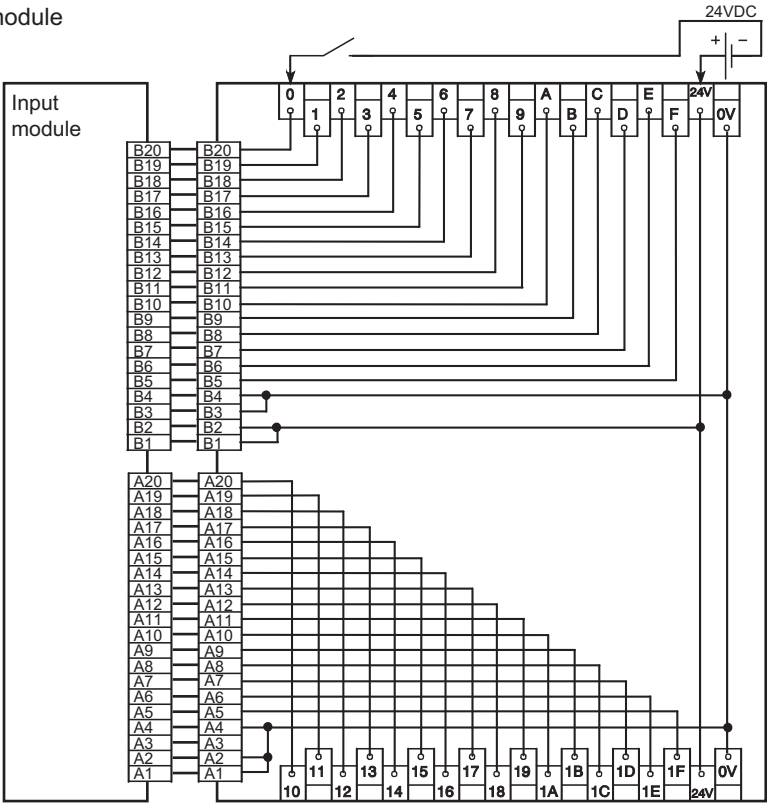 module
24VDC
+ −
Input
module
0 2 4 6 8 A C E 24V
1 3 5 7 9 B D F 0V
B20 B20
B19 B19
B18 B18
B17 B17
B16 B16
B15 B15
B14 B14
B13 B13
B12 B12
B11 B11
B10 B10
B9 B9
B8 B8
B7 B7
B6 B6
B5 B5
B4 B4
B3 B3
B2 B2
B1 B1
A20 A20
A19 A19
A18 A18
A17 A17
A16 A16
A15 A15
A14 A14
A13 A13
A12 A12
A11 A11
A10 A10
A9 A9
A8 A8
A7 A7
A6 A6
A5 A5
A4 A4
A3 A3
A2 A2
A1 A1
11 13 15 17 19 1B 1D 1F 0V
10 12 14 16 18 1A 1C 1E 24V